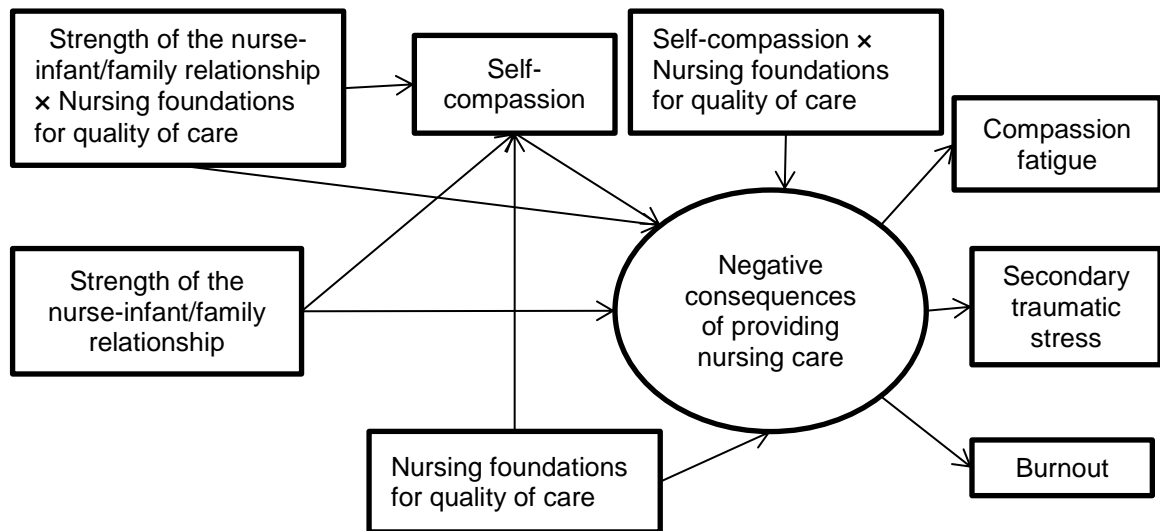 Strength of the nurse-
infant/family relationship
× Nursing foundations
for quality of care
Self-
compassion
Self-compassion ×
Nursing foundations
for quality of care
Compassion
fatigue
Strength of the
nurse-infant/family
relationship
Negative
consequences
of providing
nursing care
Secondary
traumatic
stress
Nursing foundations
for quality of care
Burnout